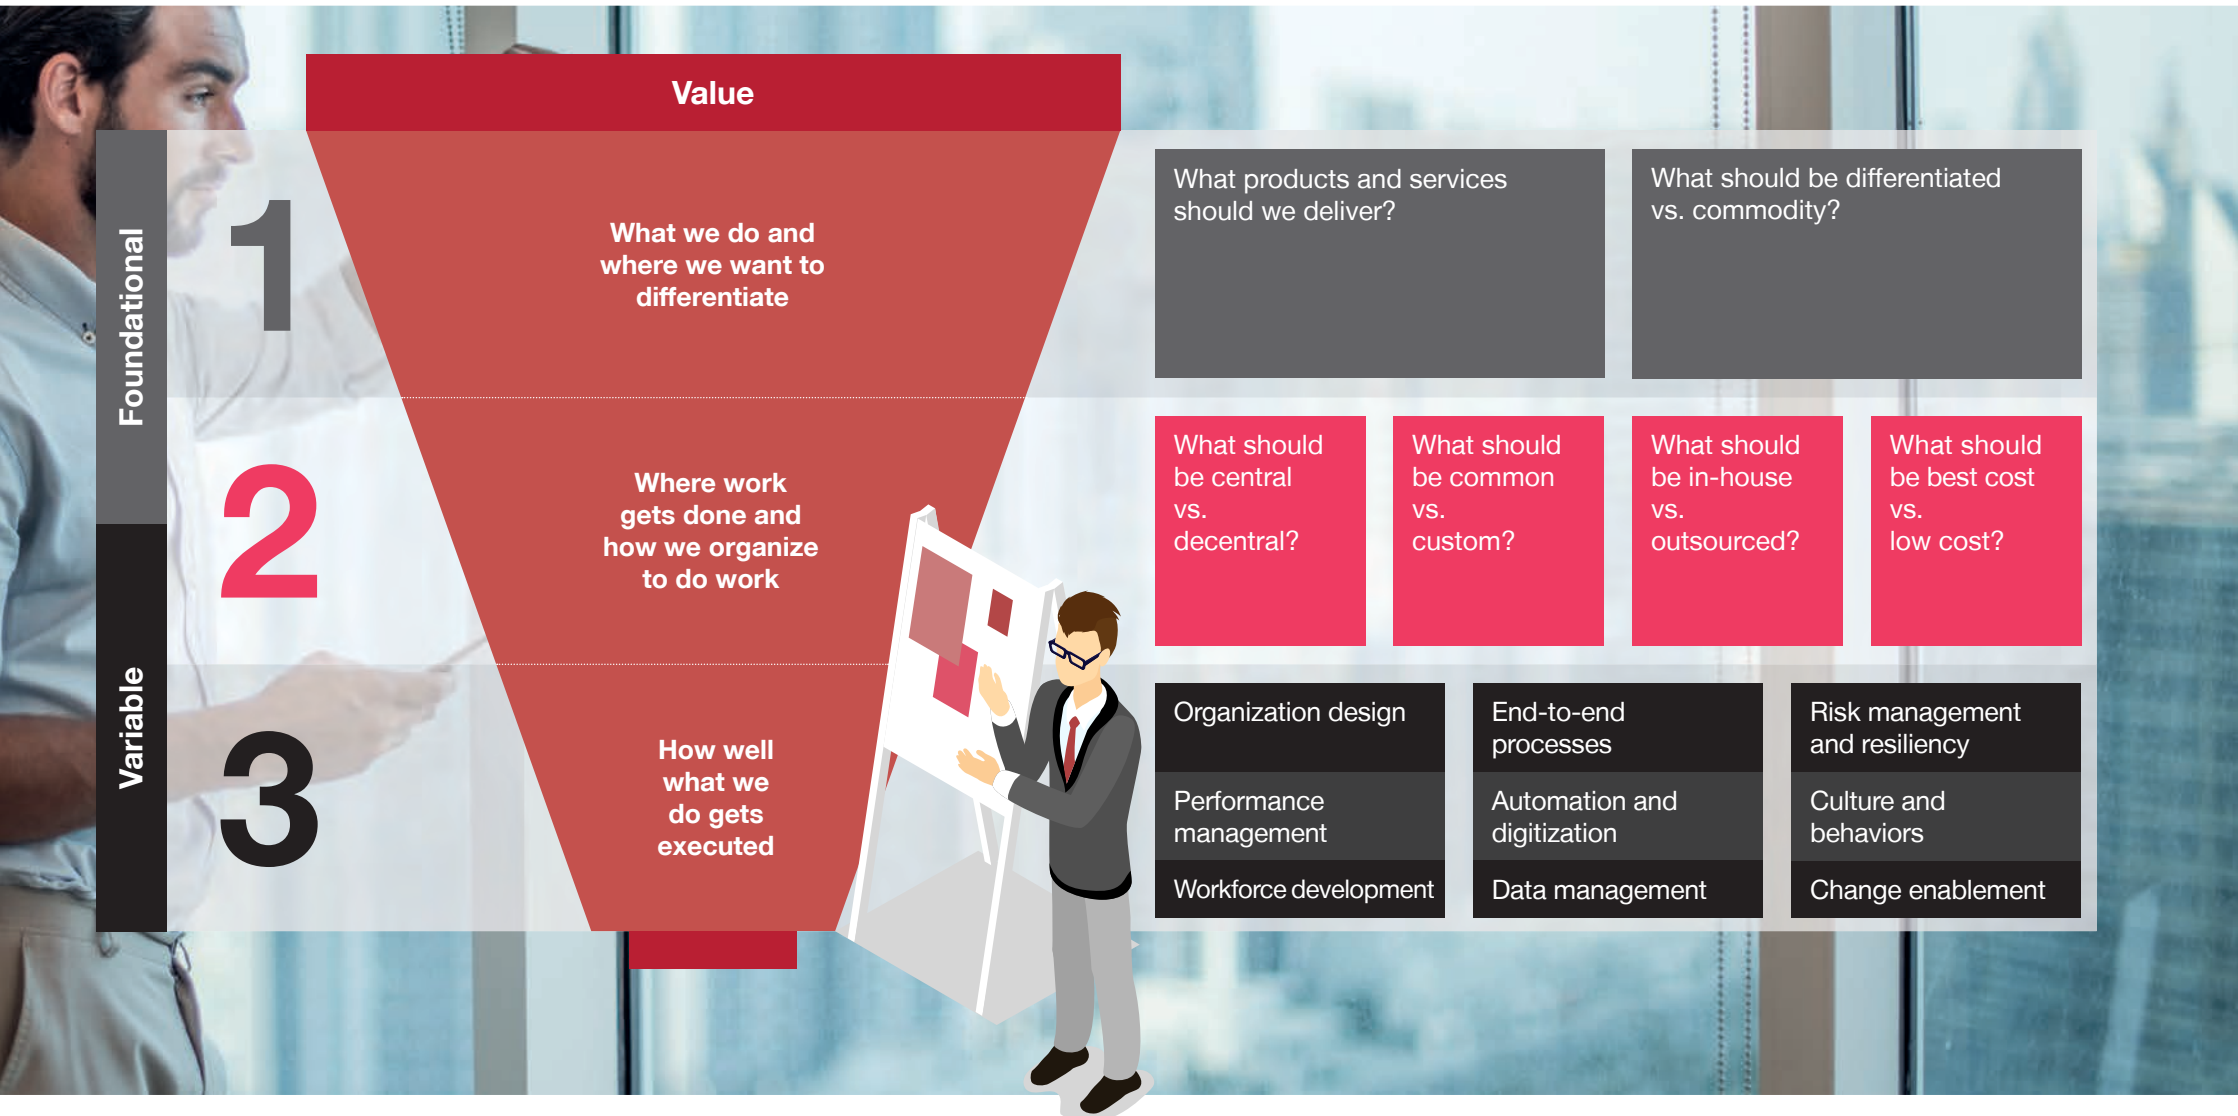 Value
Foundational
1
What we do and
where we want to
differentiate
What products and services
should we deliver?
What should be differentiated
vs. commodity?
2
Where work
gets done and
how we organize
to do work
What should
be central
vs.
decentral?
What should
be common
vs.
custom?
What should
be in-house
vs.
outsourced?
What should
be best cost
vs.
low cost?
Variable
3
How well
what we
do gets
executed
Organization design
Performance
management
Workforce development
End-to-end
processes
Automation and
digitization
Data management
Risk management
and resiliency
Culture and
behaviors
Change enablement